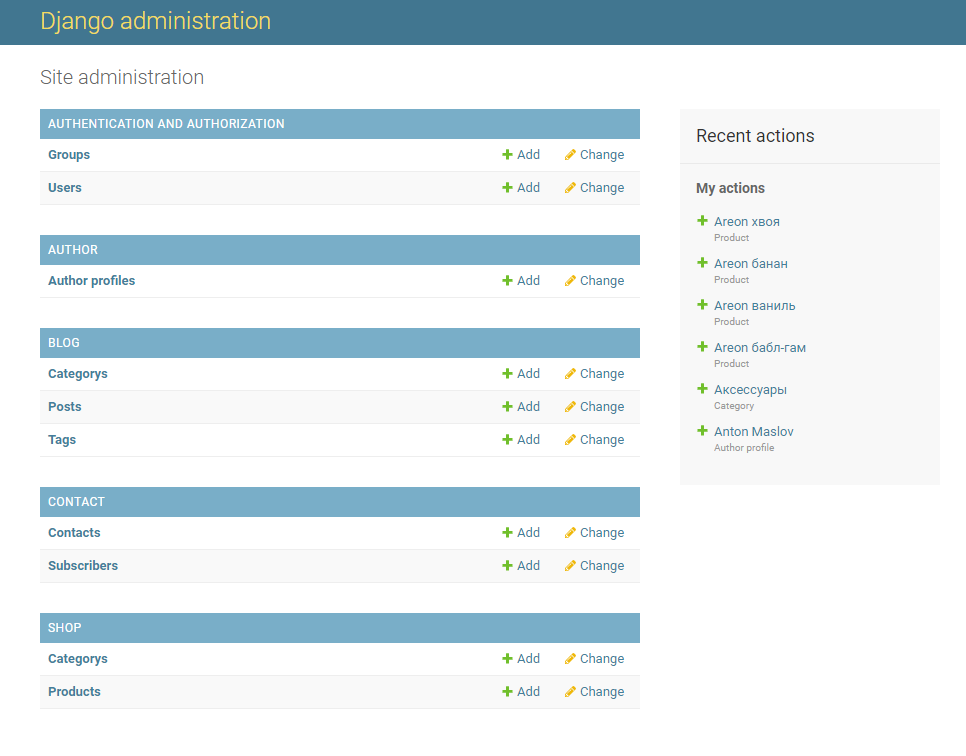 Django administration
Site administration
AUTHENTICATION AND AUTHORIZATION
Groups Add Change
Users Add Change
AUTHOR
Author profiles Add Change
BLOG
Categorys Add Change
Posts Add Change
Tags Add Change
CONTACT
Contacts Add Change
Subscribers Add Change
SHOP
Categorys Add Change
Products Add Change
Recent actions
My actions
Areon хвоя
Product
Areon банан
Product
Areon ваниль
Product
Areon бабл-гам
Product
Аксессуары
Category
Anton Maslov
Author profile